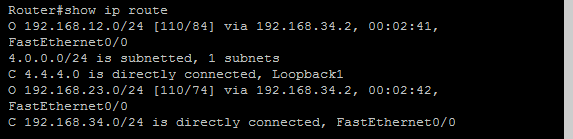 Router#show ip route
O 192.168.12.0/24 [110/84] via 192.168.34.2, 00:02:41,
FastEthernet0/0
4.0.0.0/24 is subnetted, 1 subnets
C 4.4.4.0 is directly connected, Loopback1
O 192.168.23.0/24 [110/74] via 192.168.34.2, 00:02:42,
FastEthernet0/0
C 192.168.34.0/24 is directly connected, FastEthernet0/0